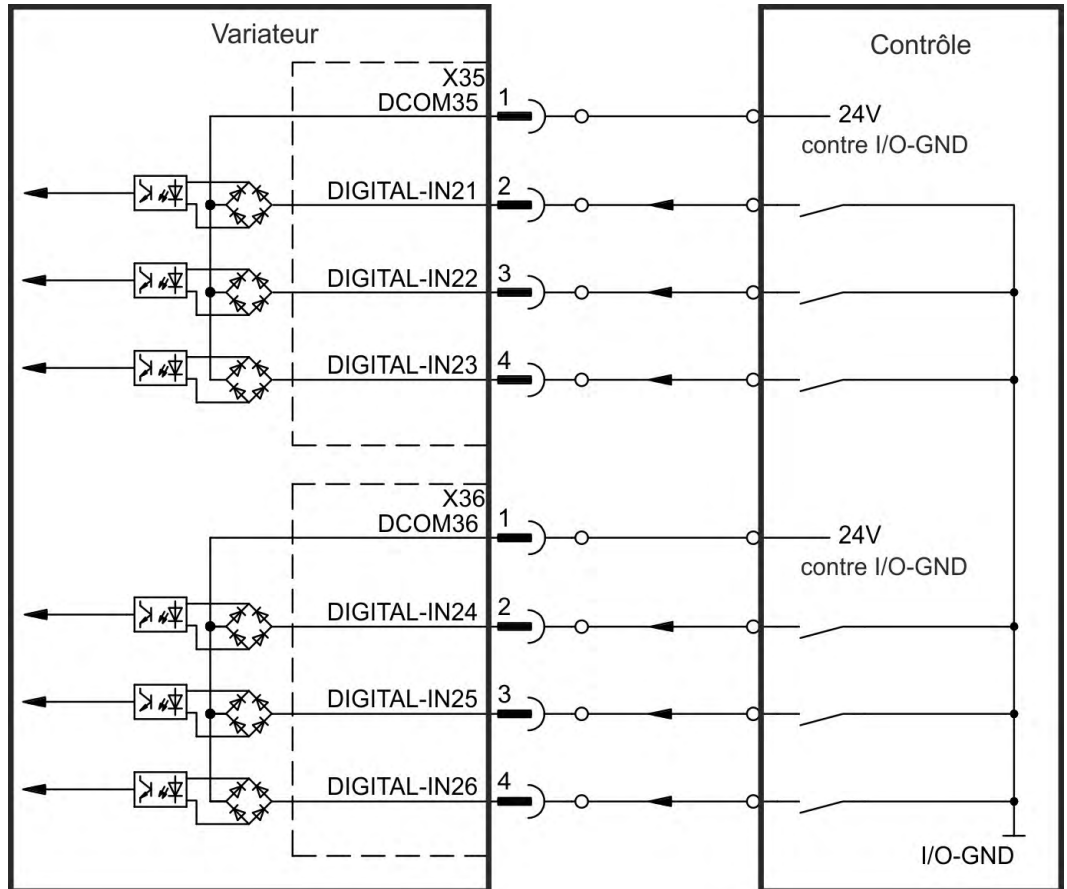 Variateur
Contrôle
X35
DCOM35
1
24V
contre I/O-GND
DIGITAL-IN21
2
DIGITAL-IN22
3
DIGITAL-IN23
4
X36
DCOM36
1
24V
contre I/O-GND
DIGITAL-IN24
2
DIGITAL-IN25
3
DIGITAL-IN26
4
I/O-GND